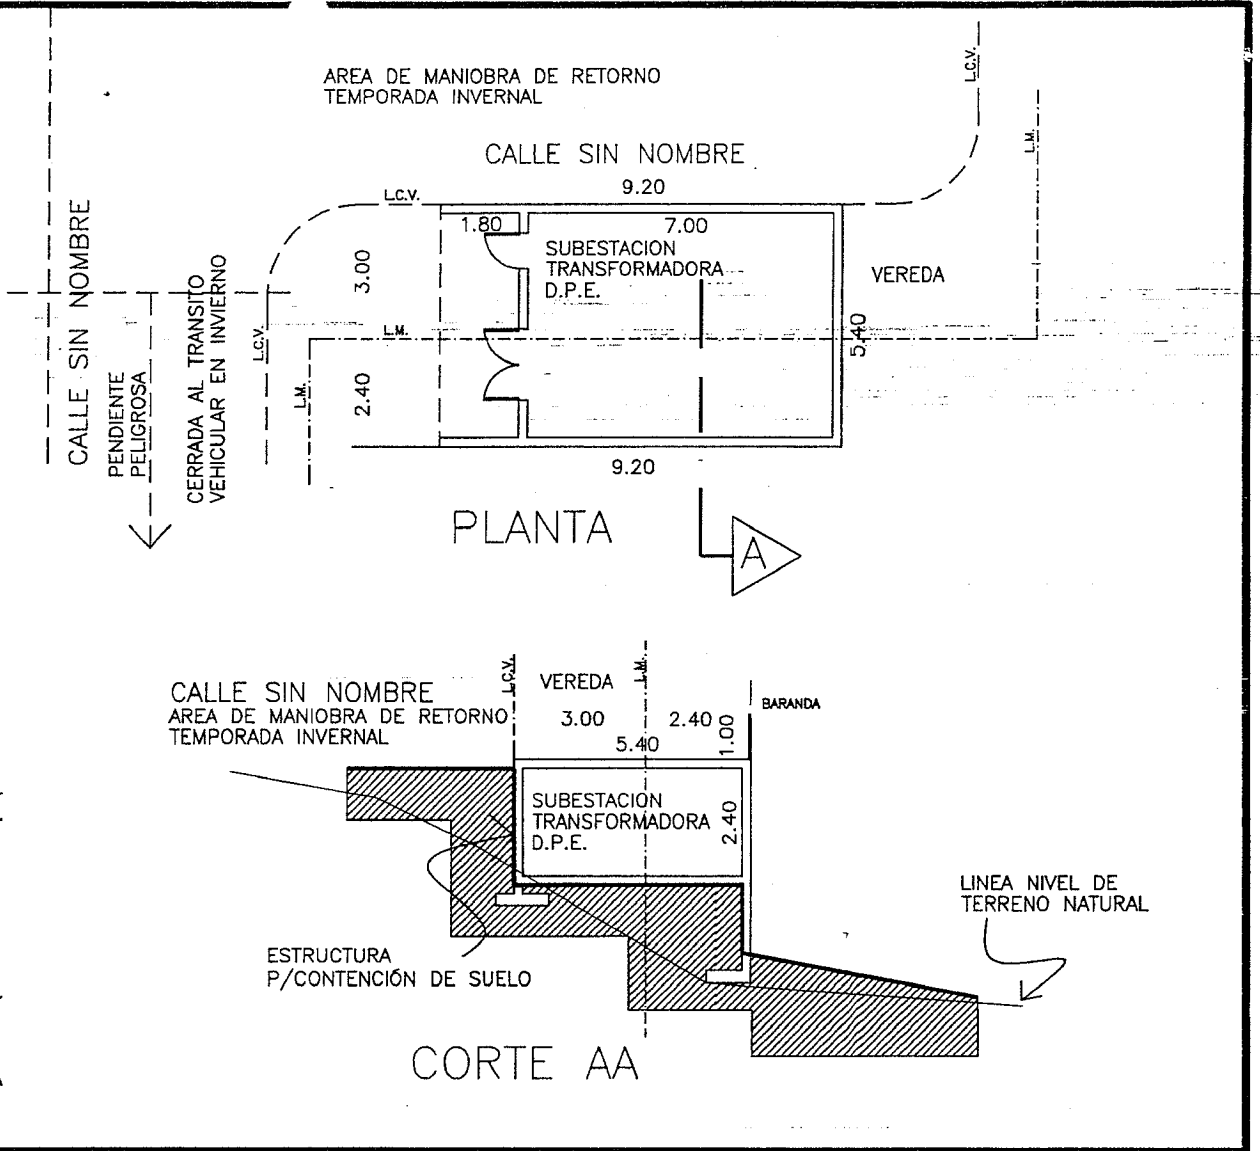 AREA DE MANIOBRA DE RETORNO
TEMPORADA INVERNAL
L.C.V.
CALLE SIN NOMBRE
L.M.
9.20
L.C.V.
1.80
7.00
SUBESTACION
TRANSFORMADORA
D.P.E.
VEREDA
3.00
L.M.
5.40
2.40
CALLE SIN NOMBRE
PENDIENTE
PELIGROSA
CERRADA AL TRANSITO
VEHICULAR EN INVIERNO
L.C.V.
L.M.
9.20
PLANTA
A
CALLE SIN NOMBRE
AREA DE MANIOBRA DE RETORNO
TEMPORADA INVERNAL
L.C.V.
VEREDA
L.M.
BARANDA
3.00
2.40
1.00
5.40
SUBESTACION
TRANSFORMADORA
D.P.E.
2.40
LINEA NIVEL DE
TERRENO NATURAL
ESTRUCTURA
P/CONTENCIÓN DE SUELO
CORTE AA